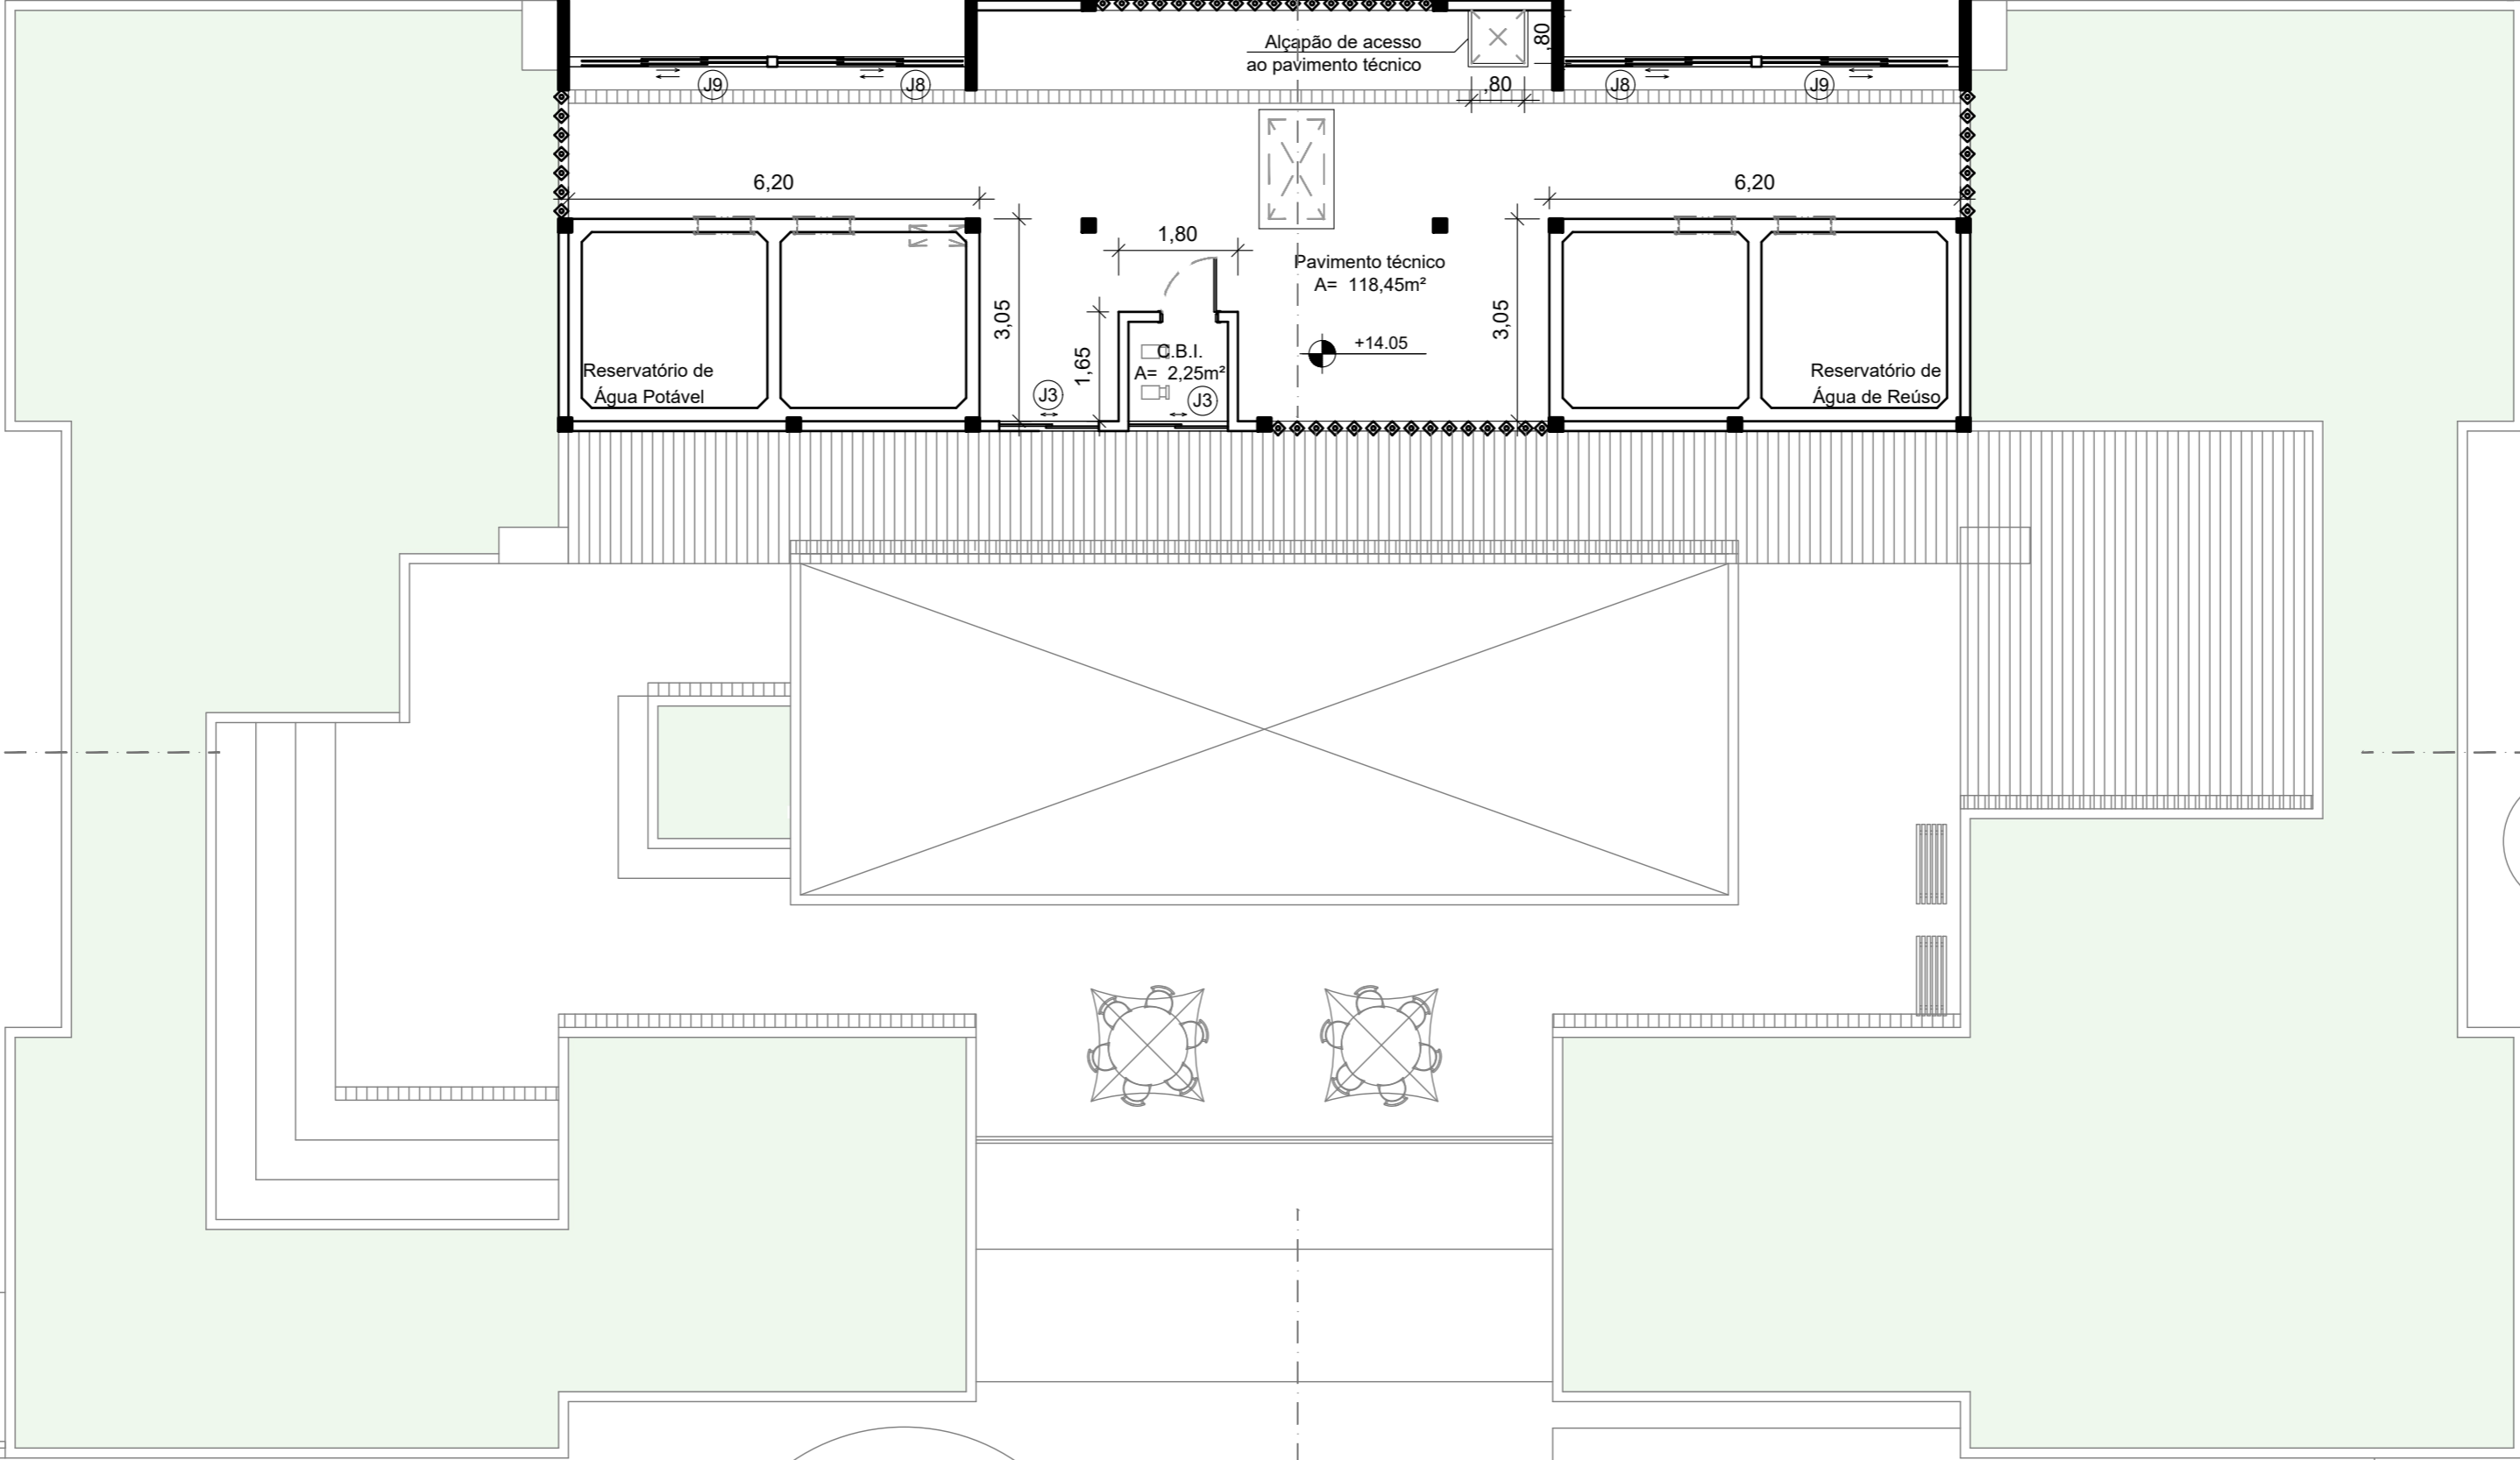 Alçapão de acesso
ao pavimento técnico
,80
,80
J9
J8
J8
J9
6,20
6,20
1,80
Pavimento técnico
A= 118,45m²
3,05
3,05
+14.05
1,65
C.B.I.
A= 2,25m²
J3
J3
Reservatório de
Água Potável
Reservatório de
Água de Reúso